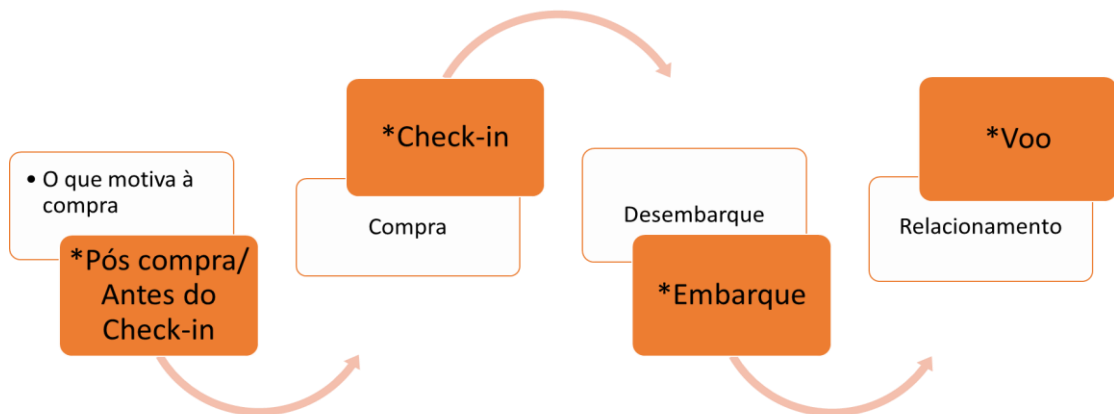 • O que motiva à
compra
*Pós compra/
Antes do
Check-in
*Check-in
Compra
Desembarque
*Embarque
*Voo
Relacionamento